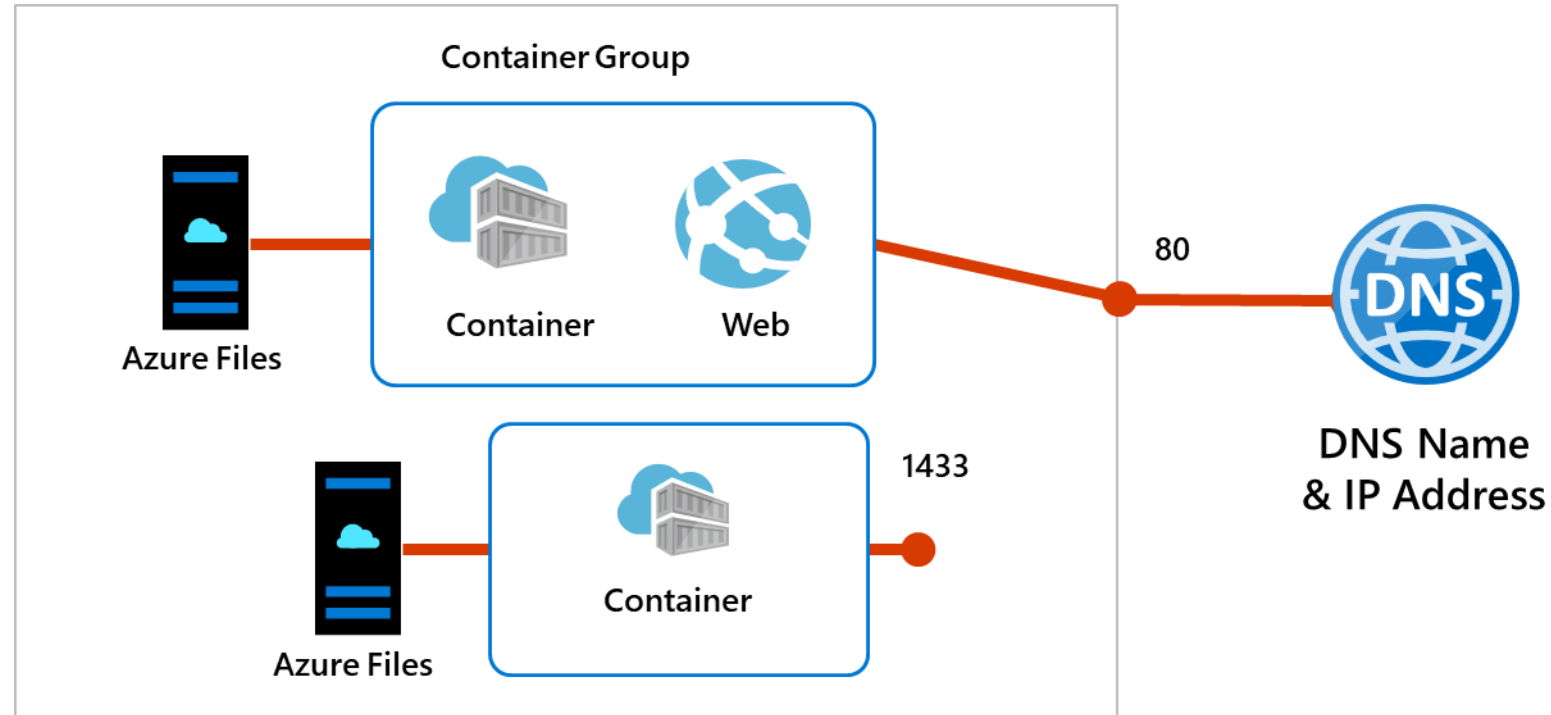 Container Group
Container
Web
Azure Files
80
DNS
DNS Name
& IP Address
1433
Container
Azure Files